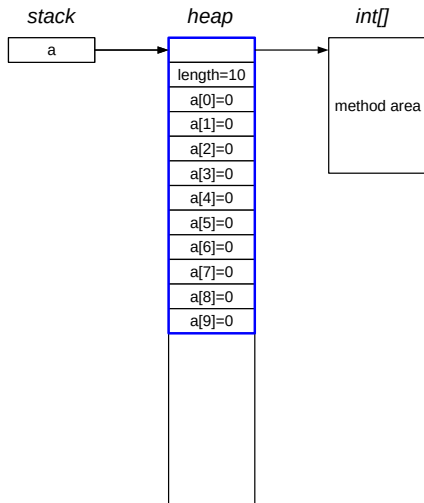 stack
heap
int[]
a
length=10
a[0]=0
a[1]=0
a[2]=0
a[3]=0
a[4]=0
a[5]=0
a[6]=0
a[7]=0
a[8]=0
a[9]=0
method area